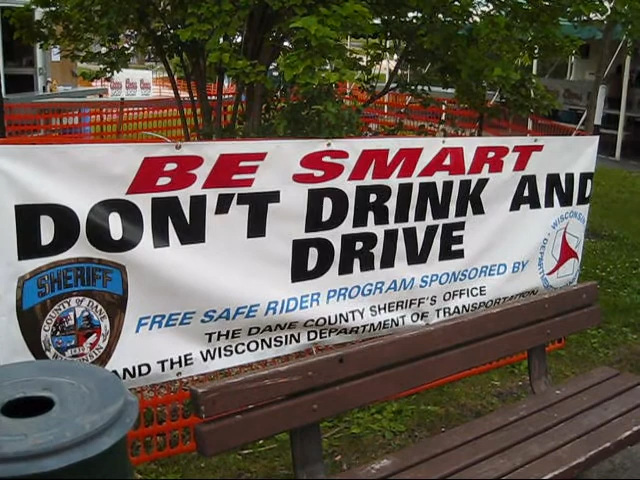 BE SMART
DON'T DRINK AND
DRIVE
FREE SAFE RIDER PROGRAM SPONSORED BY
THE DANE COUNTY SHERIFF'S OFFICE
AND THE WISCONSIN DEPARTMENT OF TRANSPORTATION
SHERIFF
COUNTY OF DANE
WISCONSIN